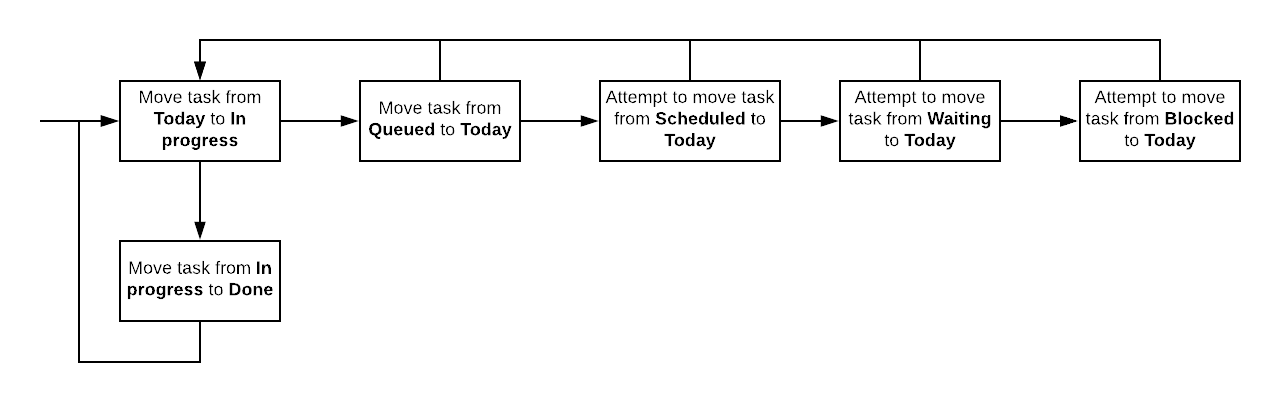 Move task from
Today to In
progress
Move task from
Queued to Today
Attempt to move task
from Scheduled to
Today
Attempt to move
task from Waiting
to Today
Attempt to move
task from Blocked
to Today
Move task from In
progress to Done